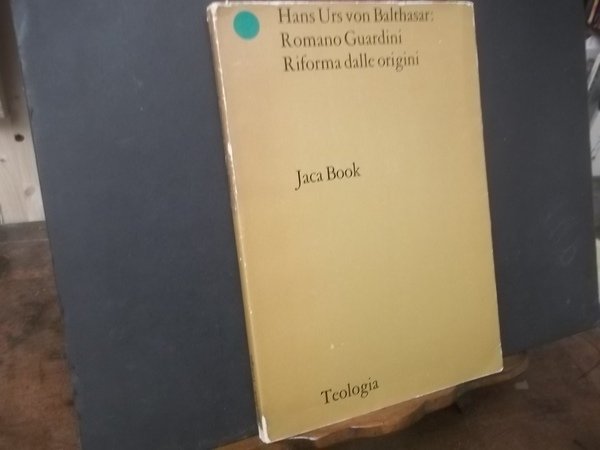 Hans Urs von Balthasar:
Romano Guardini
Riforma dalle origini
Jaca Book
Teologia